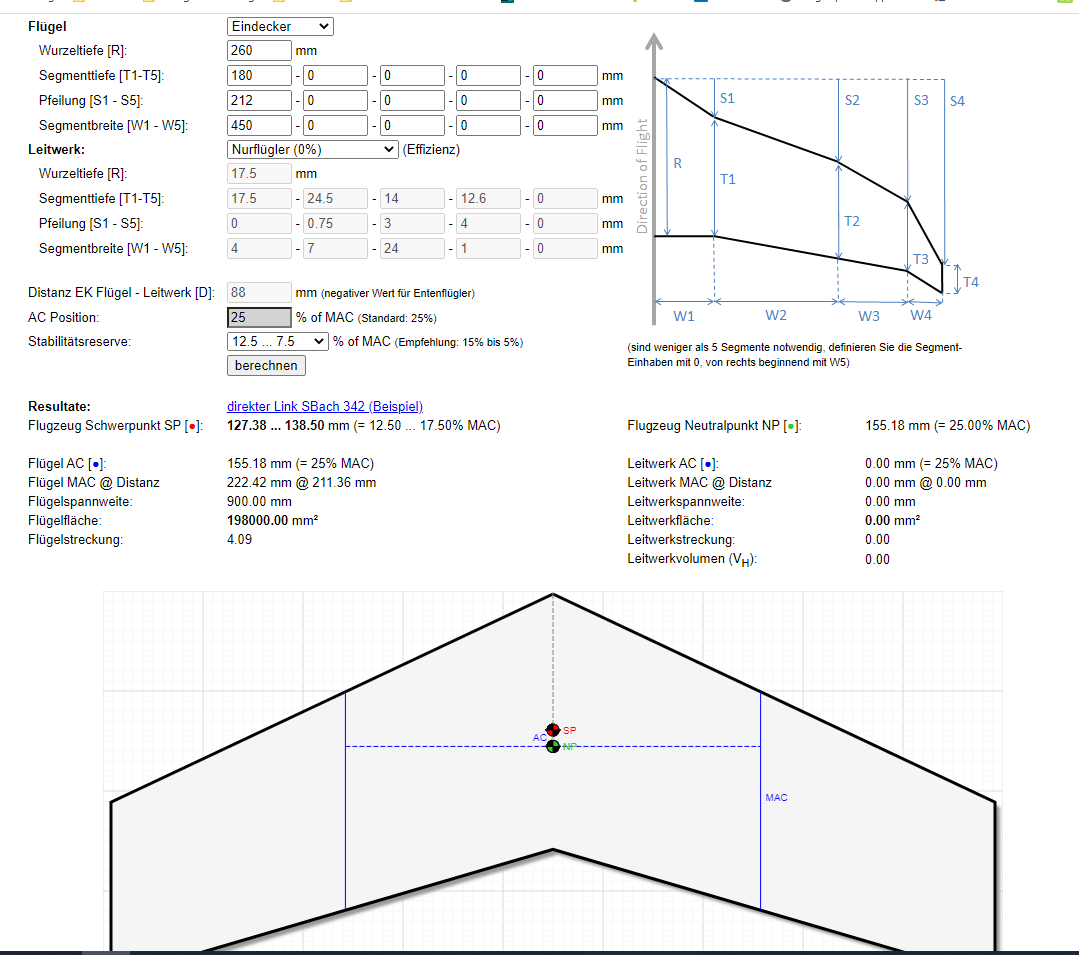 Flügel Eindecker
Wurzeltiefe [R]: 260 mm
Segmenttiefe [T1-T5]: 180 - 0 - 0 - 0 - 0 mm
Pfeilung [S1 - S5]: 212 - 0 - 0 - 0 - 0 mm
Segmentbreite [W1 - W5]: 450 - 0 - 0 - 0 - 0 mm
Leitwerk: Nurflügler (0%) (Effizienz)
Wurzeltiefe [R]: 17.5 mm
Segmenttiefe [T1-T5]: 17.5 - 24.5 - 14 - 12.6 - 0 mm
Pfeilung [S1 - S5]: 0 - 0.75 - 3 - 4 - 0 mm
Segmentbreite [W1 - W5]: 4 - 7 - 24 - 1 - 0 mm
Distanz EK Flügel - Leitwerk [D]: 88 mm (negativer Wert für Entenflügler)
AC Position: 25 % of MAC (Standard: 25%)
Stabilitätsreserve: 12.5 ... 7.5 % of MAC (Empfehlung: 15% bis 5%)
berechnen
Direction of Flight
S1 S2 S3 S4
R T1 T2 T3 T4
W1 W2 W3 W4
(sind weniger als 5 Segmente notwendig, definieren Sie die Segment-
Einhaben mit 0, von rechts beginnend mit W5)
Resultate: direkter Link SBach 342 (Beispiel)
Flugzeug Schwerpunkt SP [●]: 127.38 ... 138.50 mm (= 12.50 ... 17.50% MAC)
Flugzeug Neutralpunkt NP [●]: 155.18 mm (= 25.00% MAC)
Flügel AC [●]: 155.18 mm (= 25% MAC)
Leitwerk AC [●]: 0.00 mm (= 25% MAC)
Flügel MAC @ Distanz 222.42 mm @ 211.36 mm
Leitwerk MAC @ Distanz 0.00 mm @ 0.00 mm
Flügelspannweite: 900.00 mm
Leitwerkspannweite: 0.00 mm
Flügelfläche: 198000.00 mm²
Leitwerkfläche: 0.00 mm²
Flügelstreckung: 4.09
Leitwerkstreckung: 0.00
Leitwerkvolumen (VH): 0.00
SP
AC
NP
MAC